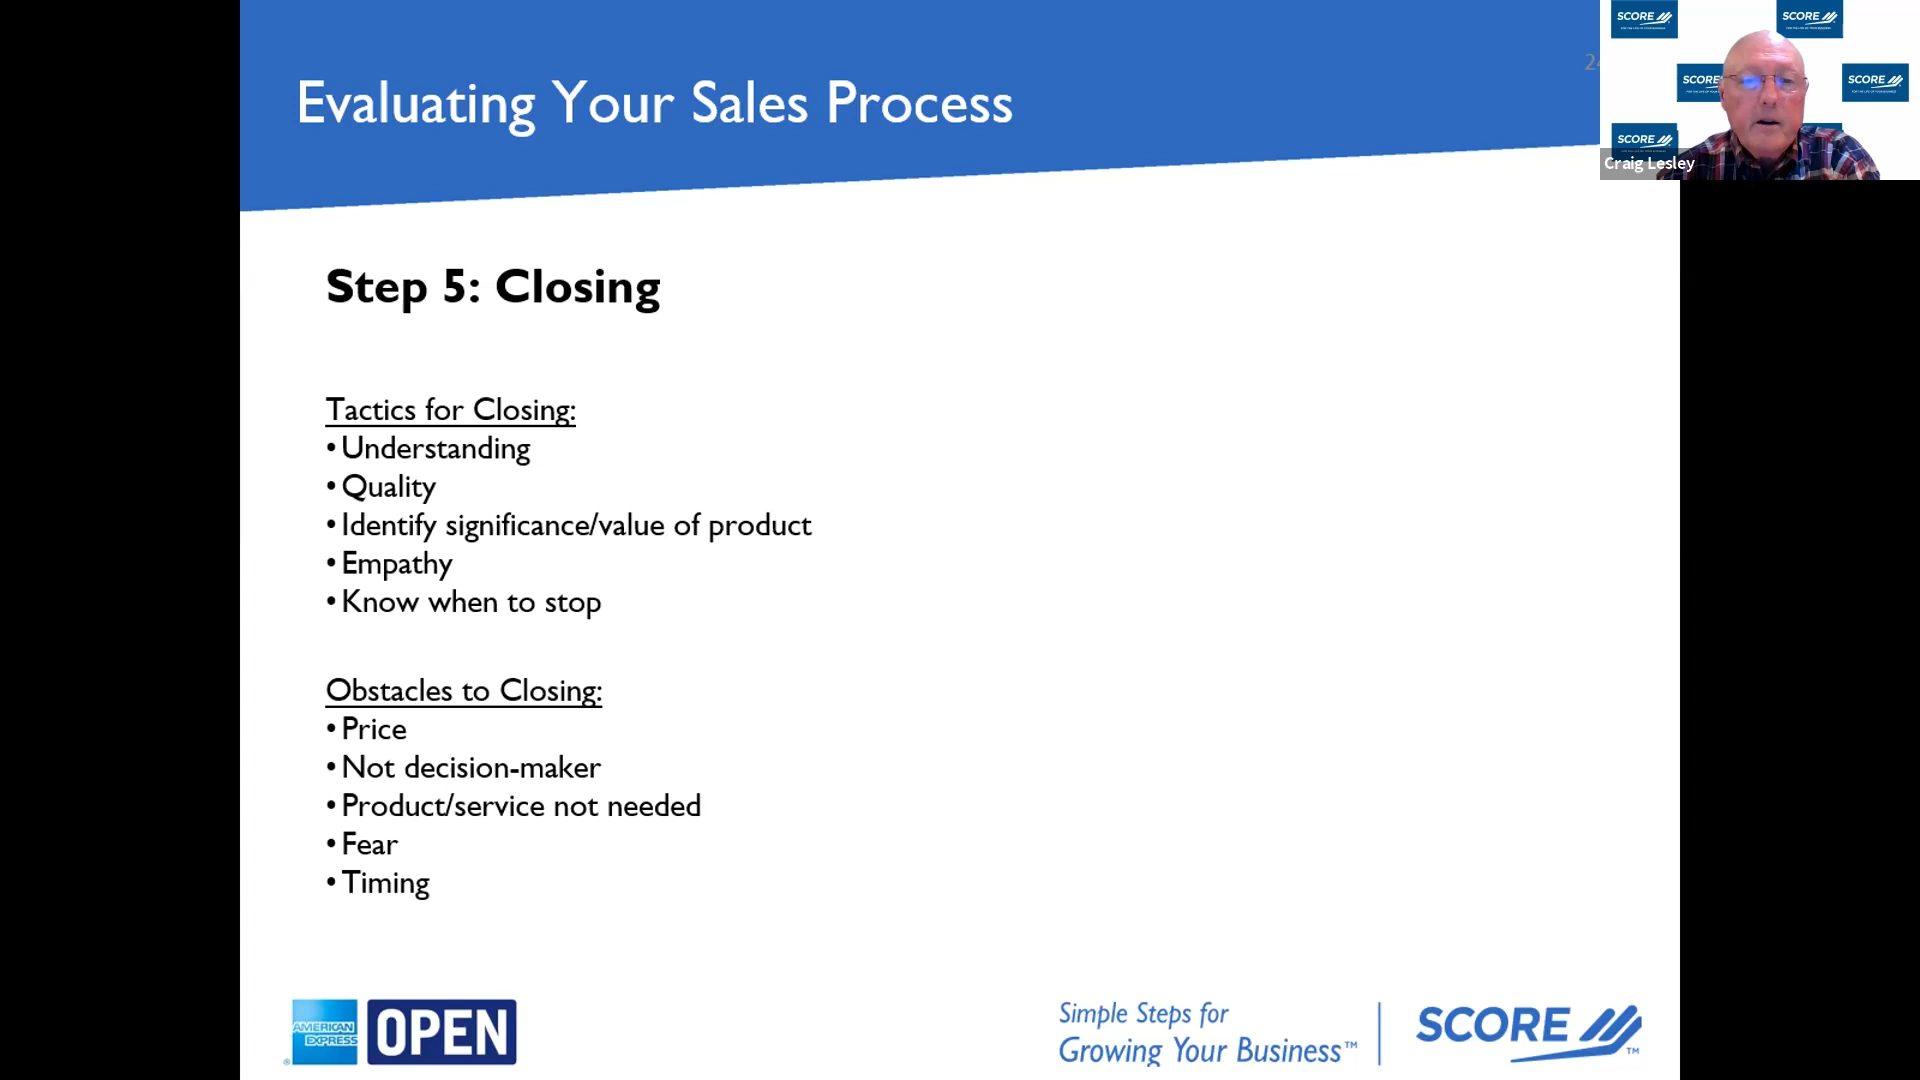 Evaluating Your Sales Process
SCORE
SCORE
SCORE
SCORE
SCORE
Craig Lesley
Step 5: Closing
Tactics for Closing:
•Understanding
•Quality
•Identify significance/value of product
•Empathy
•Know when to stop
Obstacles to Closing:
•Price
•Not decision-maker
•Product/service not needed
•Fear
•Timing
AMERICAN
EXPRESS
®
OPEN
Simple Steps for
Growing Your Business™
SCORE
™